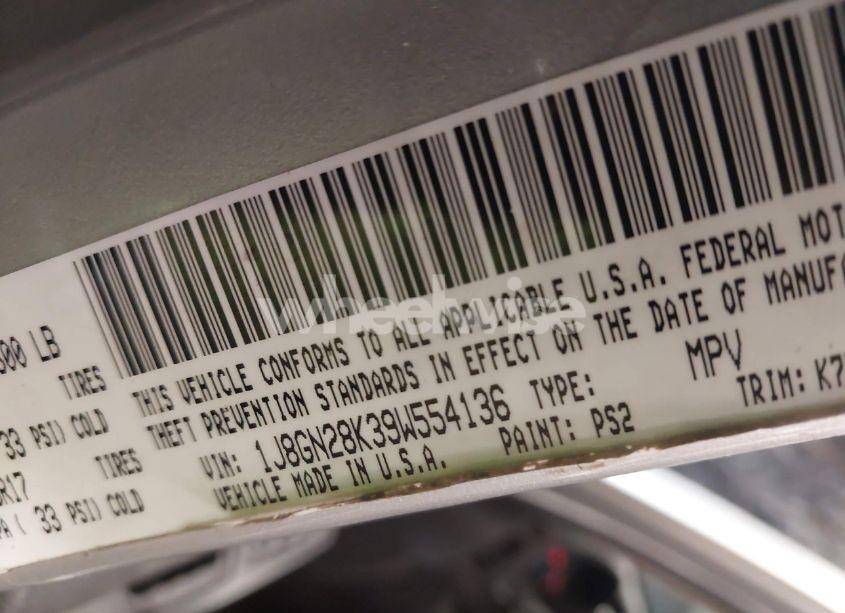 500 LB
TIRES
33 PSI) COLD
TIRES
R17
( 33 PSI) COLD
THIS VEHICLE CONFORMS TO ALL APPLICABLE U.S.A. FEDERAL MOT
THEFT PREVENTION STANDARDS IN EFFECT ON THE DATE OF MANUFA
VIN: 1J8GN28K39W554136 TYPE: MPV
VEHICLE MADE IN U.S.A. PAINT: PS2 TRIM: K7
wheelwise